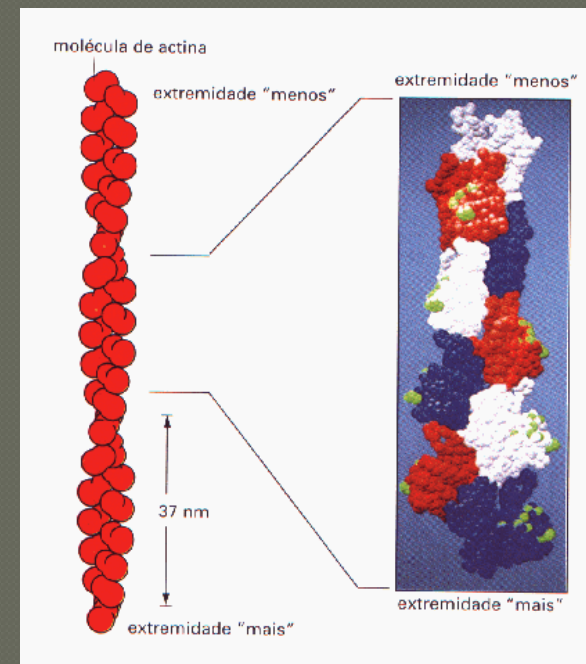 molécula de actina
extremidade "menos"
extremidade "menos"
37 nm
extremidade "mais"
extremidade "mais"